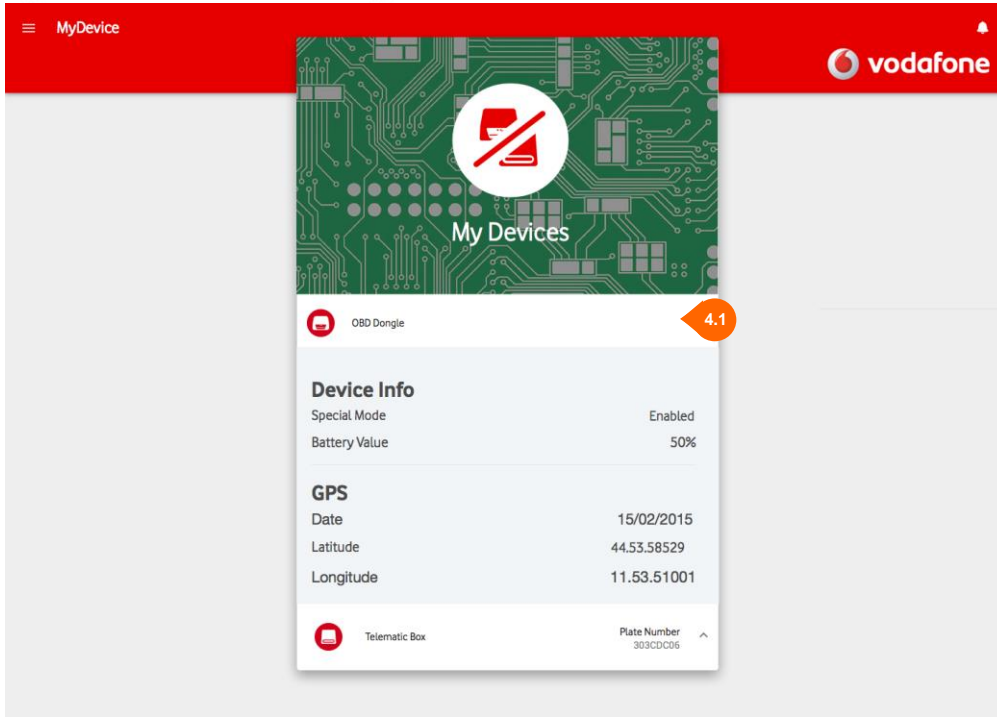 MyDevice
vodafone
My Devices
OBD Dongle
4.1
Device Info
Special Mode Enabled
Battery Value 50%
GPS
Date 15/02/2015
Latitude 44.53.58529
Longitude 11.53.51001
Telematic Box Plate Number
303CDC06